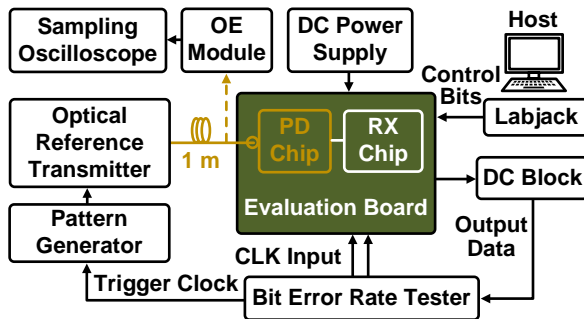 Sampling
Oscilloscope
OE
Module
DC Power
Supply
Host
Control
Bits
Labjack
Optical
Reference
Transmitter
1 m
PD
Chip
RX
Chip
Evaluation Board
DC Block
Pattern
Generator
CLK Input
Output
Data
Trigger Clock
Bit Error Rate Tester